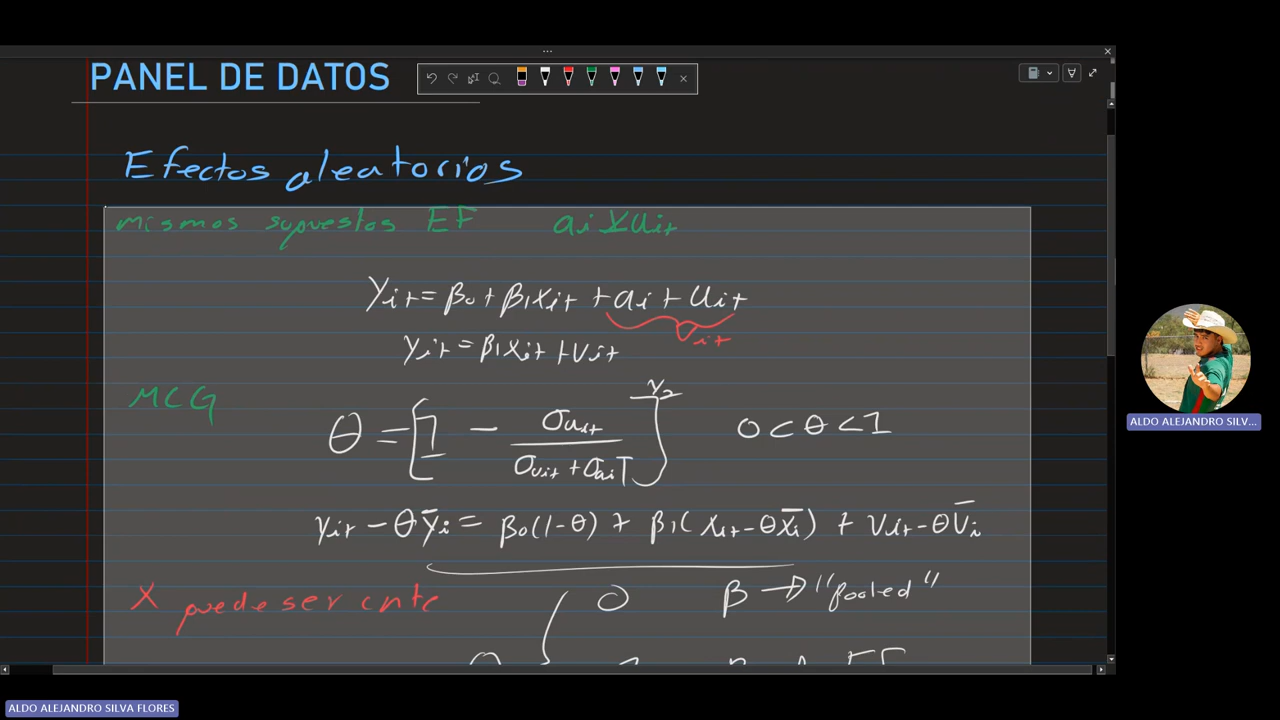 PANEL DE DATOS
Efectos aleatorios
mismos supuestos EF ai ⊻ uit
yit = β0 + β1xit + ai + uit
vit
yit = β1xit + vit
MCG
θ = [1 - σuit / (σuit + σaiT)]^1/2 0 < θ < 1
yit - θȳi = β0(1-θ) + β1(xit - θx̄i) + vit - θv̄i
X puede ser cnte
0 β → "Pooled"
ALDO ALEJANDRO SILV...
ALDO ALEJANDRO SILVA FLORES